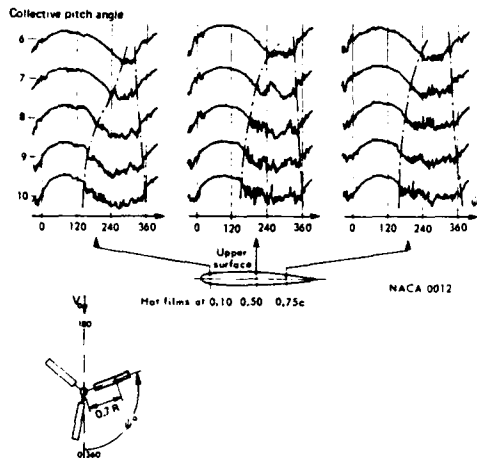 Collective pitch angle
6
7
8
9
10
0 120 240 360
0 120 240 360
0 120 240 360
Upper surface
Hot films at 0,10 0,50 0,75c
NACA 0012
180
0,7 R
ψ°
0/360